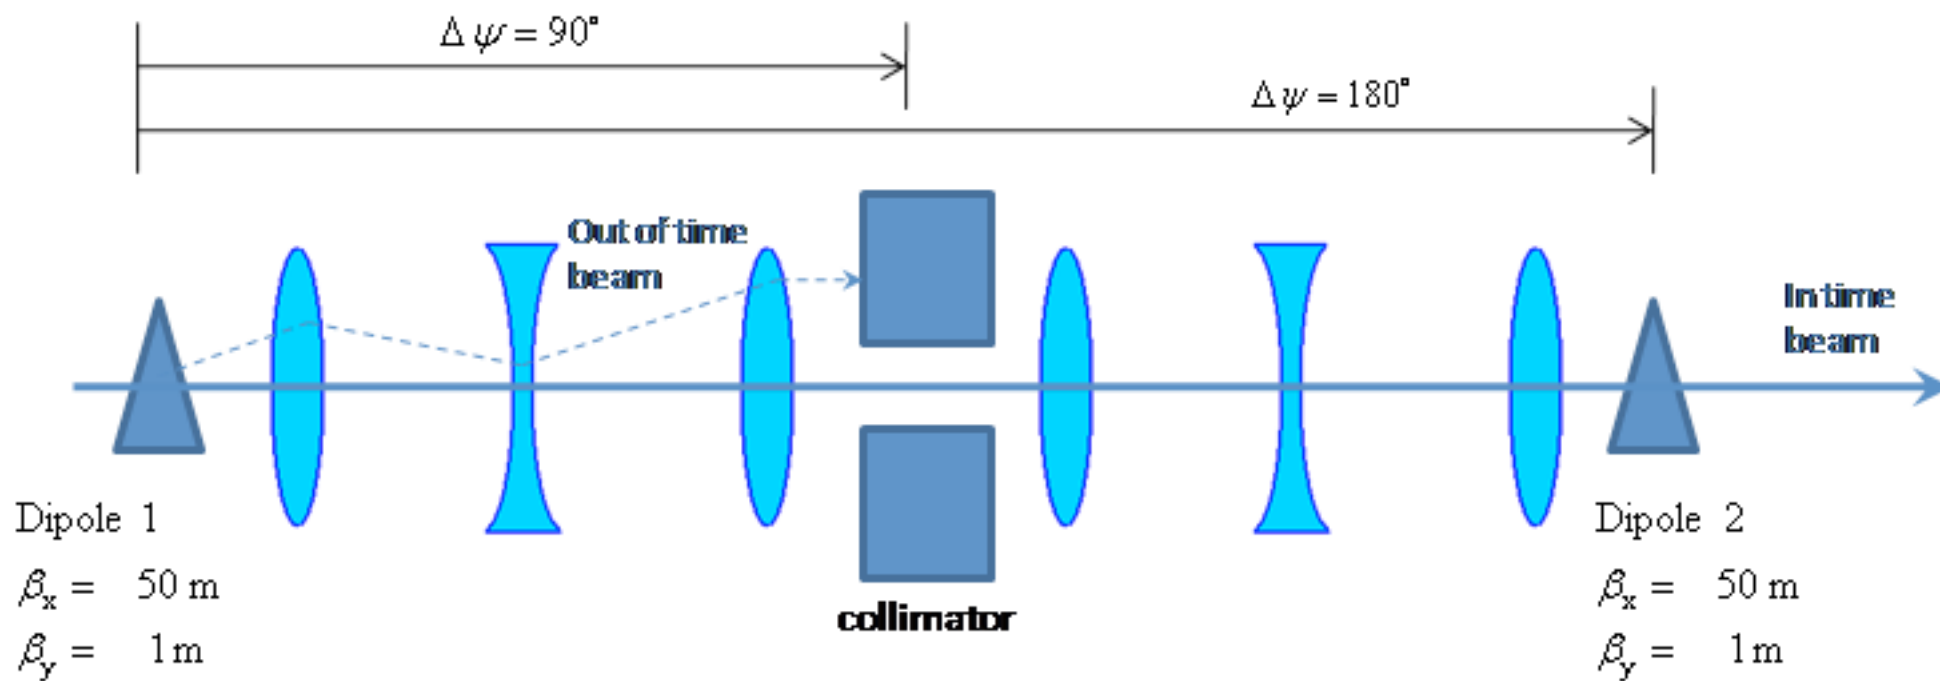 Δψ = 90°
Δψ = 180°
Out of time
beam
In time
beam
Dipole 1
βx = 50 m
βy = 1 m
collimator
Dipole 2
βx = 50 m
βy = 1 m